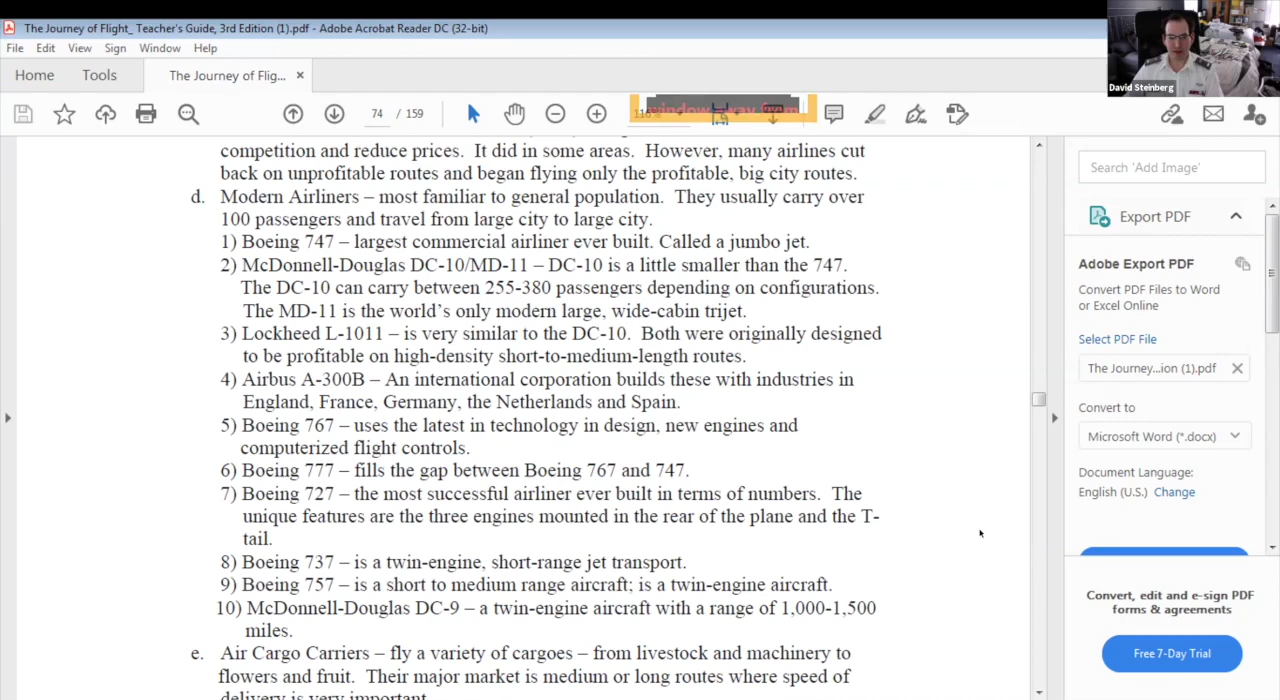 The Journey of Flight_ Teacher's Guide, 3rd Edition (1).pdf - Adobe Acrobat Reader DC (32-bit)
File Edit View Sign Window Help
Home Tools The Journey of Flig... ×
74 / 159
window away from
David Steinberg
competition and reduce prices. It did in some areas. However, many airlines cut
back on unprofitable routes and began flying only the profitable, big city routes.
d. Modern Airliners – most familiar to general population. They usually carry over
100 passengers and travel from large city to large city.
1) Boeing 747 – largest commercial airliner ever built. Called a jumbo jet.
2) McDonnell-Douglas DC-10/MD-11 – DC-10 is a little smaller than the 747.
The DC-10 can carry between 255-380 passengers depending on configurations.
The MD-11 is the world's only modern large, wide-cabin trijet.
3) Lockheed L-1011 – is very similar to the DC-10. Both were originally designed
to be profitable on high-density short-to-medium-length routes.
4) Airbus A-300B – An international corporation builds these with industries in
England, France, Germany, the Netherlands and Spain.
5) Boeing 767 – uses the latest in technology in design, new engines and
computerized flight controls.
6) Boeing 777 – fills the gap between Boeing 767 and 747.
7) Boeing 727 – the most successful airliner ever built in terms of numbers. The
unique features are the three engines mounted in the rear of the plane and the T-
tail.
8) Boeing 737 – is a twin-engine, short-range jet transport.
9) Boeing 757 – is a short to medium range aircraft; is a twin-engine aircraft.
10) McDonnell-Douglas DC-9 – a twin-engine aircraft with a range of 1,000-1,500
miles.
e. Air Cargo Carriers – fly a variety of cargoes – from livestock and machinery to
flowers and fruit. Their major market is medium or long routes where speed of
delivery is very important.
Search 'Add Image'
Export PDF
Adobe Export PDF
Convert PDF Files to Word
or Excel Online
Select PDF File
The Journey...ion (1).pdf
Convert to
Microsoft Word (*.docx)
Document Language:
English (U.S.) Change
Convert, edit and e-sign PDF
forms & agreements
Free 7-Day Trial